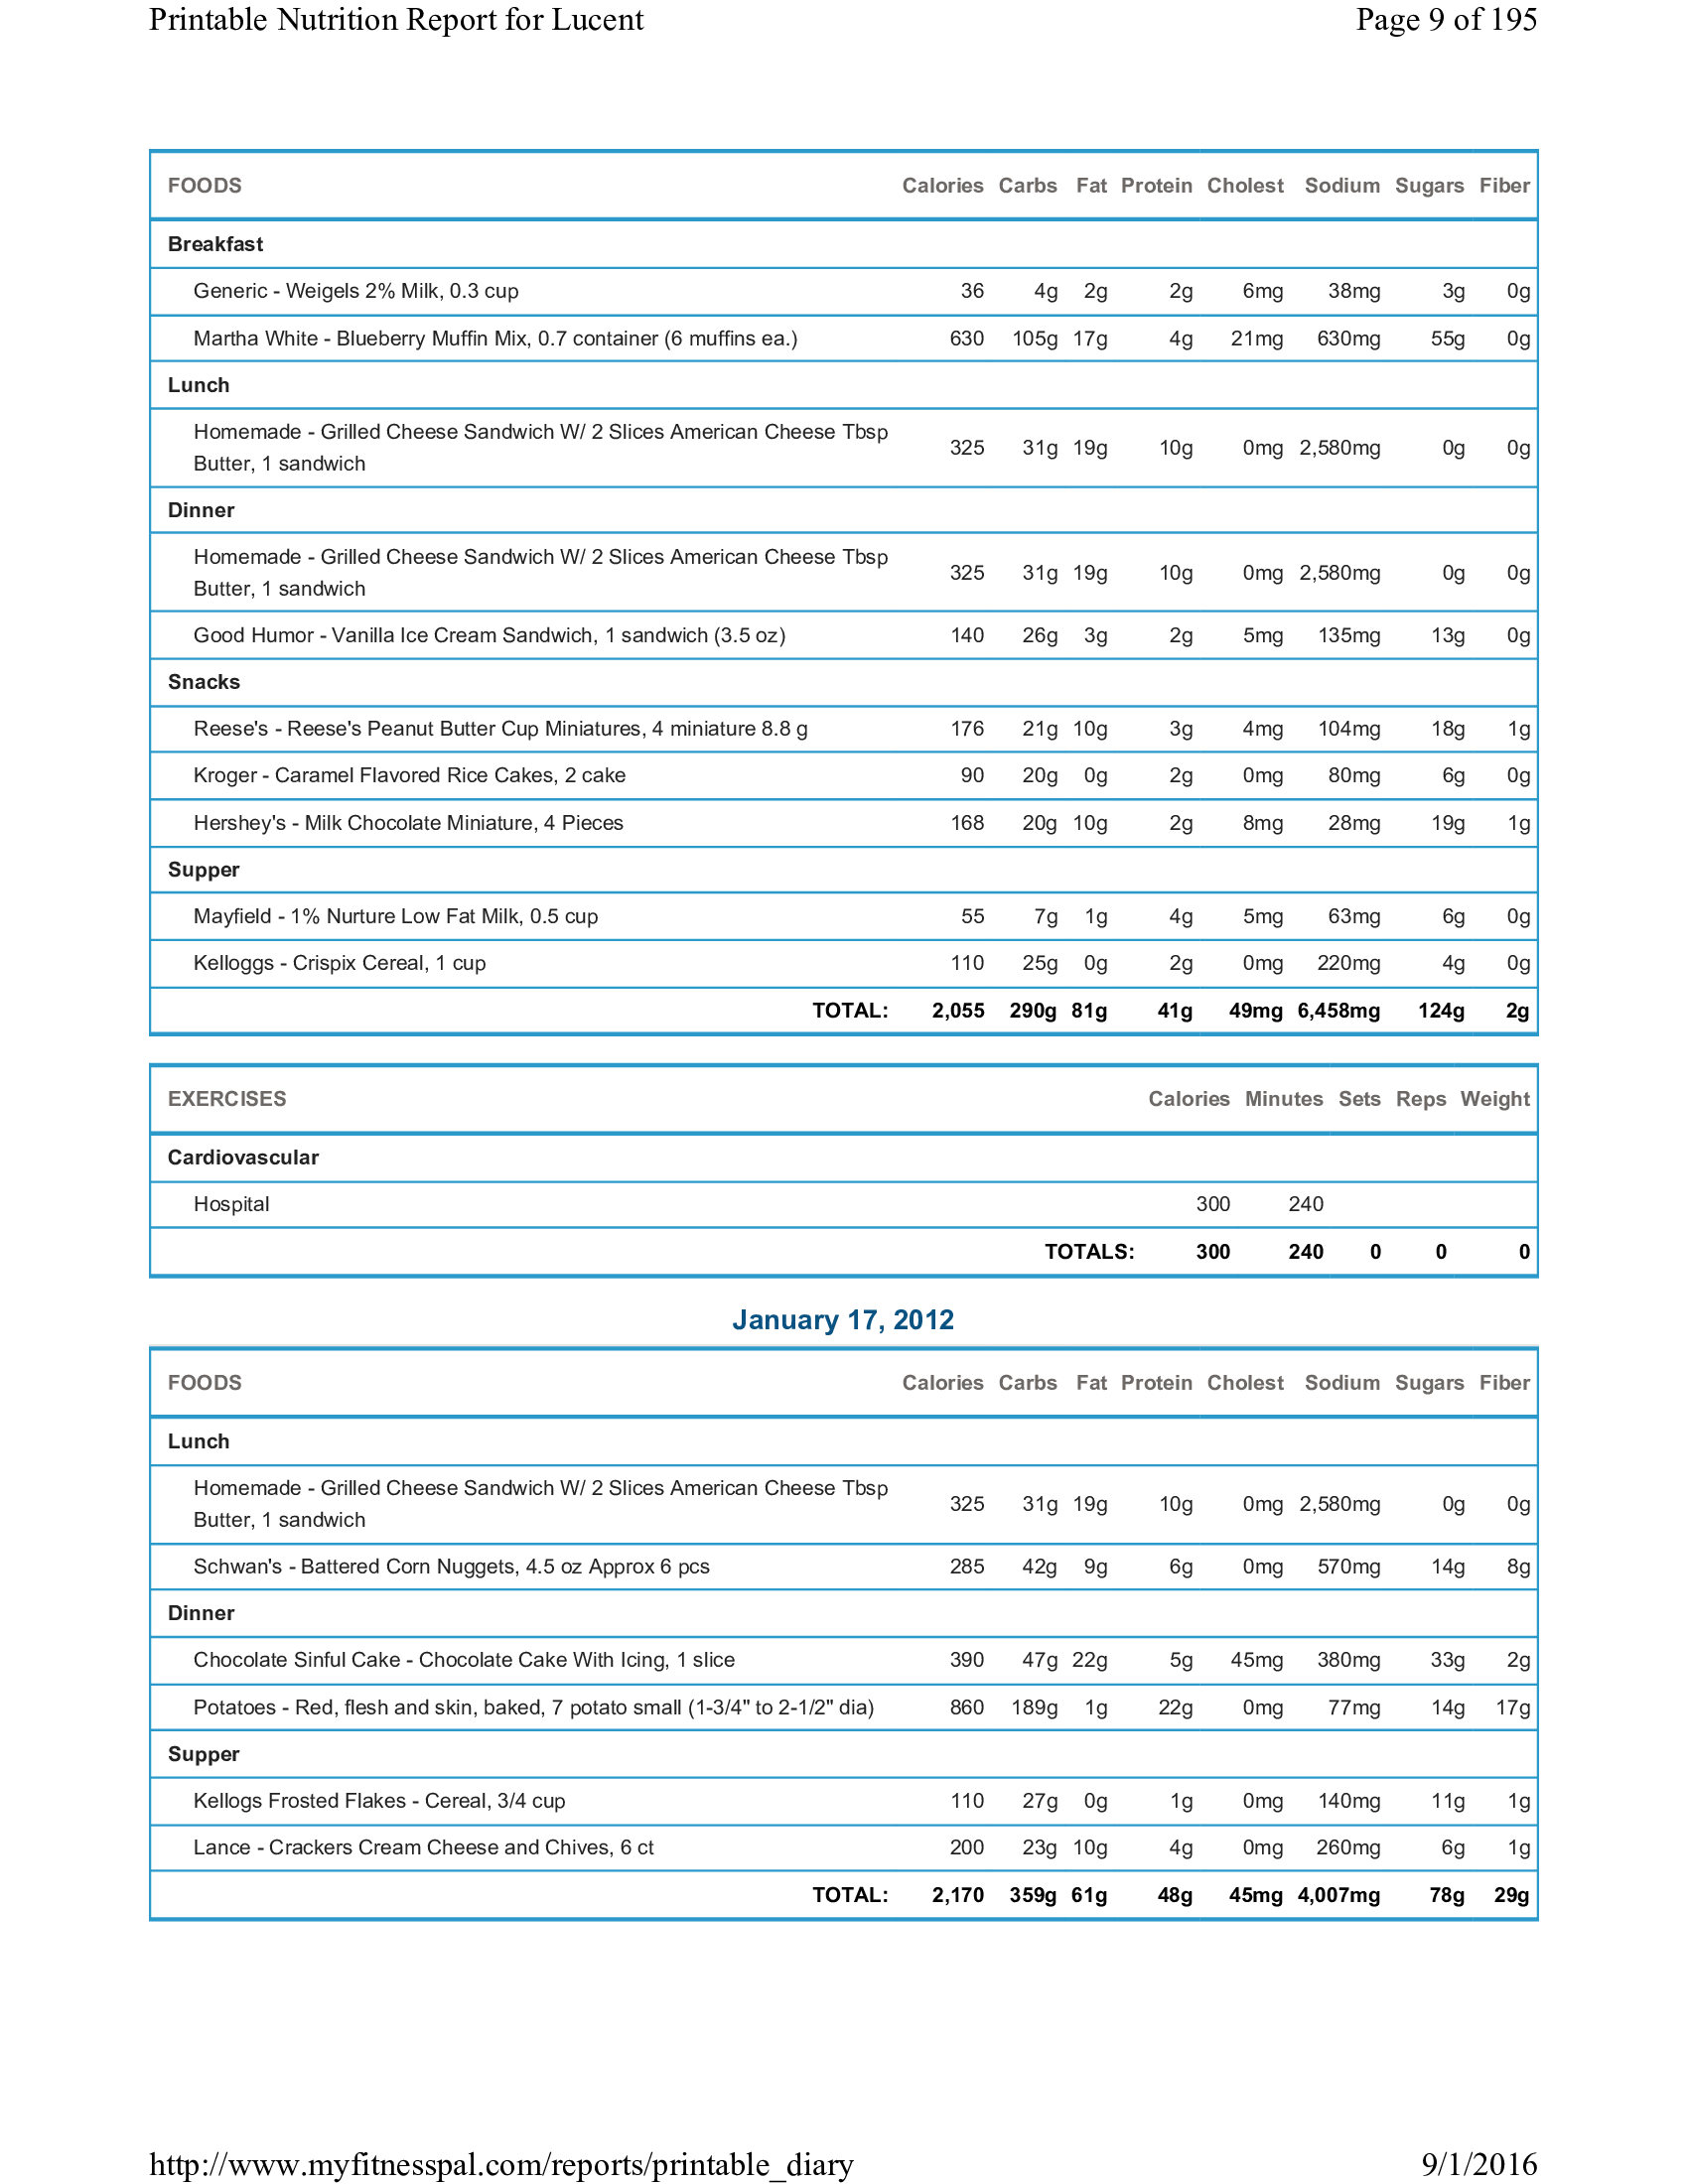 Printable Nutrition Report for Lucent Page 9 of 195
FOODS Calories Carbs Fat Protein Cholest Sodium Sugars Fiber
Breakfast
Generic - Weigels 2% Milk, 0.3 cup 36 4g 2g 2g 6mg 38mg 3g 0g
Martha White - Blueberry Muffin Mix, 0.7 container (6 muffins ea.) 630 105g 17g 4g 21mg 630mg 55g 0g
Lunch
Homemade - Grilled Cheese Sandwich W/ 2 Slices American Cheese Tbsp
Butter, 1 sandwich 325 31g 19g 10g 0mg 2,580mg 0g 0g
Dinner
Homemade - Grilled Cheese Sandwich W/ 2 Slices American Cheese Tbsp
Butter, 1 sandwich 325 31g 19g 10g 0mg 2,580mg 0g 0g
Good Humor - Vanilla Ice Cream Sandwich, 1 sandwich (3.5 oz) 140 26g 3g 2g 5mg 135mg 13g 0g
Snacks
Reese's - Reese's Peanut Butter Cup Miniatures, 4 miniature 8.8 g 176 21g 10g 3g 4mg 104mg 18g 1g
Kroger - Caramel Flavored Rice Cakes, 2 cake 90 20g 0g 2g 0mg 80mg 6g 0g
Hershey's - Milk Chocolate Miniature, 4 Pieces 168 20g 10g 2g 8mg 28mg 19g 1g
Supper
Mayfield - 1% Nurture Low Fat Milk, 0.5 cup 55 7g 1g 4g 5mg 63mg 6g 0g
Kelloggs - Crispix Cereal, 1 cup 110 25g 0g 2g 0mg 220mg 4g 0g
TOTAL: 2,055 290g 81g 41g 49mg 6,458mg 124g 2g
EXERCISES Calories Minutes Sets Reps Weight
Cardiovascular
Hospital 300 240
TOTALS: 300 240 0 0 0
January 17, 2012
FOODS Calories Carbs Fat Protein Cholest Sodium Sugars Fiber
Lunch
Homemade - Grilled Cheese Sandwich W/ 2 Slices American Cheese Tbsp
Butter, 1 sandwich 325 31g 19g 10g 0mg 2,580mg 0g 0g
Schwan's - Battered Corn Nuggets, 4.5 oz Approx 6 pcs 285 42g 9g 6g 0mg 570mg 14g 8g
Dinner
Chocolate Sinful Cake - Chocolate Cake With Icing, 1 slice 390 47g 22g 5g 45mg 380mg 33g 2g
Potatoes - Red, flesh and skin, baked, 7 potato small (1-3/4" to 2-1/2" dia) 860 189g 1g 22g 0mg 77mg 14g 17g
Supper
Kellogs Frosted Flakes - Cereal, 3/4 cup 110 27g 0g 1g 0mg 140mg 11g 1g
Lance - Crackers Cream Cheese and Chives, 6 ct 200 23g 10g 4g 0mg 260mg 6g 1g
TOTAL: 2,170 359g 61g 48g 45mg 4,007mg 78g 29g
http://www.myfitnesspal.com/reports/printable_diary 9/1/2016